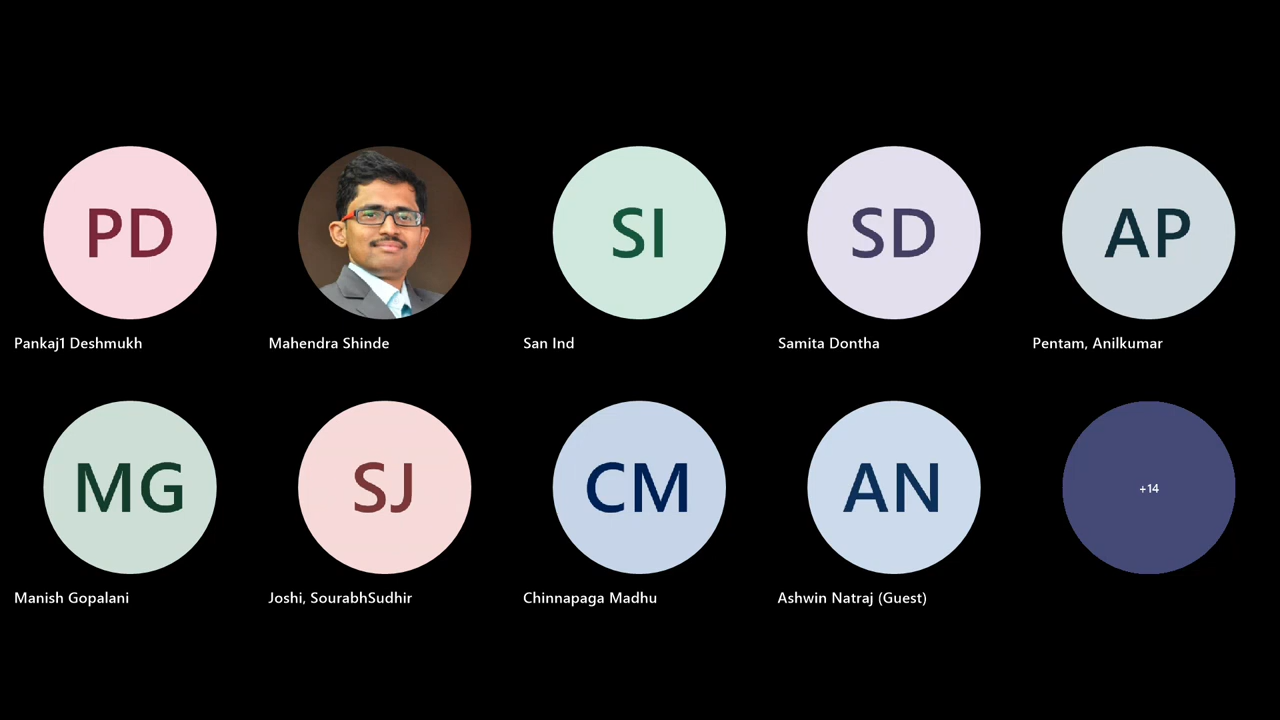 PD
SI
SD
AP
Pankaj1 Deshmukh
Mahendra Shinde
San Ind
Samita Dontha
Pentam, Anilkumar
MG
SJ
CM
AN
+14
Manish Gopalani
Joshi, SourabhSudhir
Chinnapaga Madhu
Ashwin Natraj (Guest)